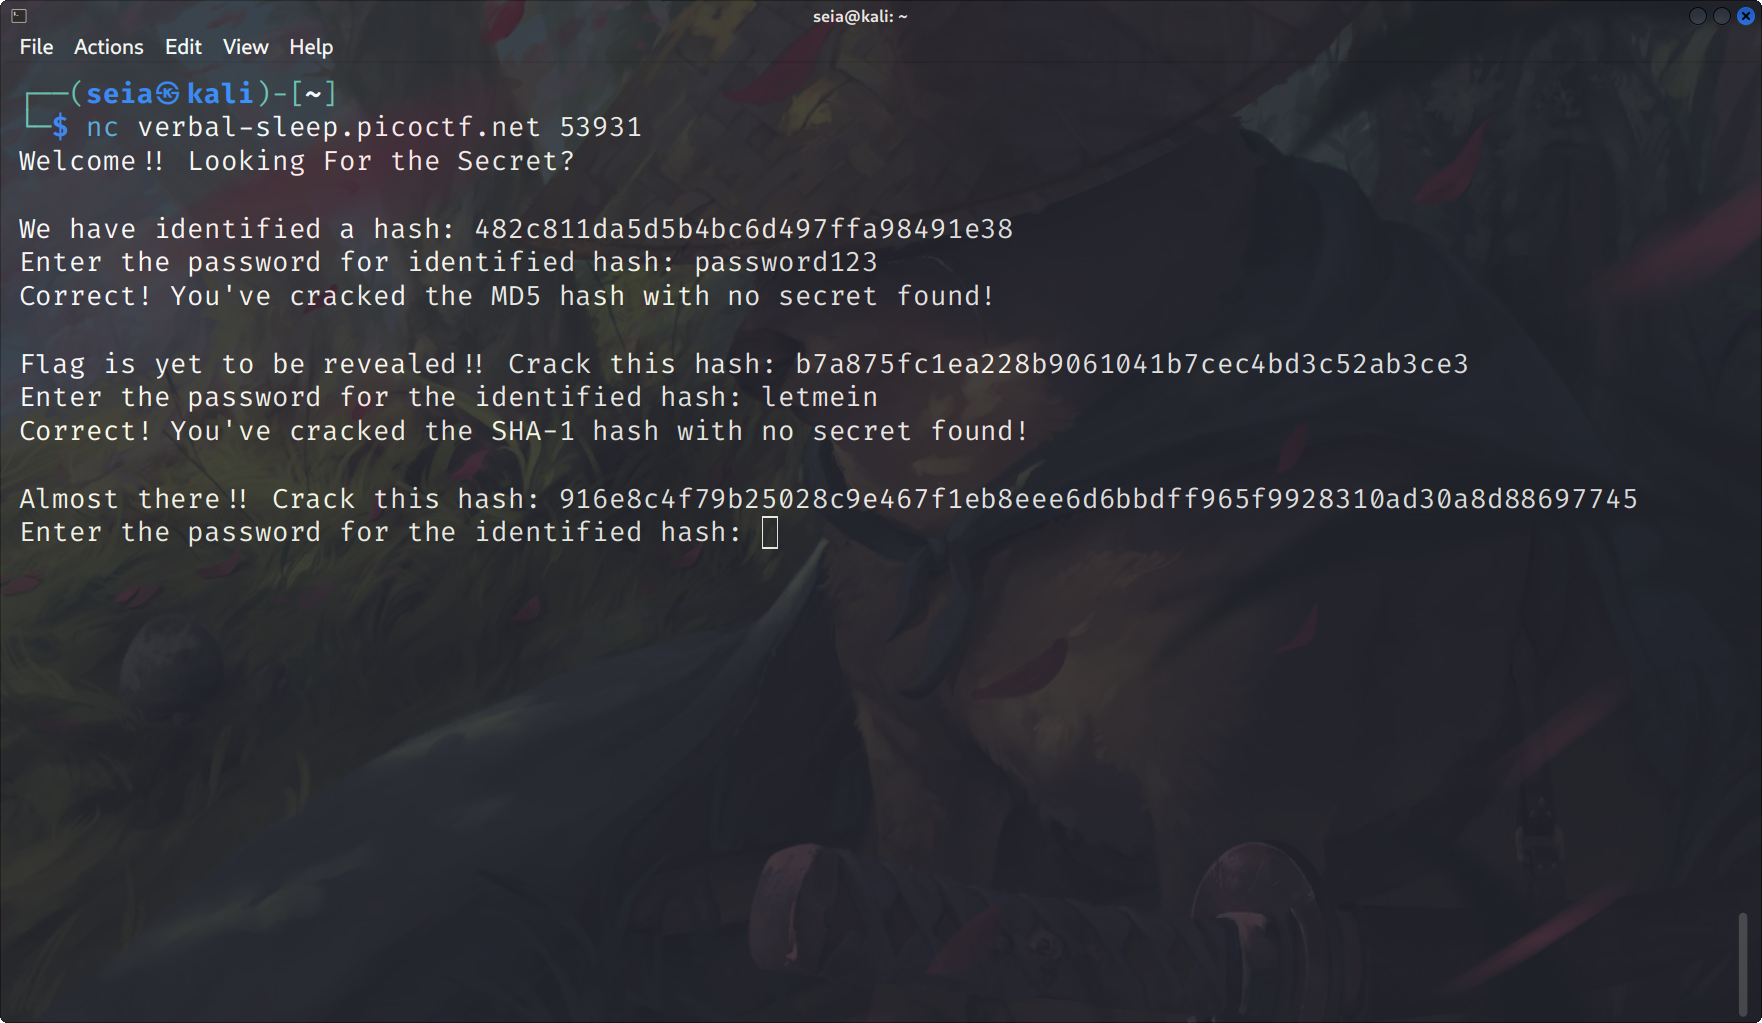 seia@kali: ~
File Actions Edit View Help
┌──(seia㉿kali)-[~]
└─$ nc verbal-sleep.picoctf.net 53931
Welcome!! Looking For the Secret?
We have identified a hash: 482c811da5d5b4bc6d497ffa98491e38
Enter the password for identified hash: password123
Correct! You've cracked the MD5 hash with no secret found!
Flag is yet to be revealed!! Crack this hash: b7a875fc1ea228b9061041b7cec4bd3c52ab3ce3
Enter the password for the identified hash: letmein
Correct! You've cracked the SHA-1 hash with no secret found!
Almost there!! Crack this hash: 916e8c4f79b25028c9e467f1eb8eee6d6bbdff965f9928310ad30a8d88697745
Enter the password for the identified hash: